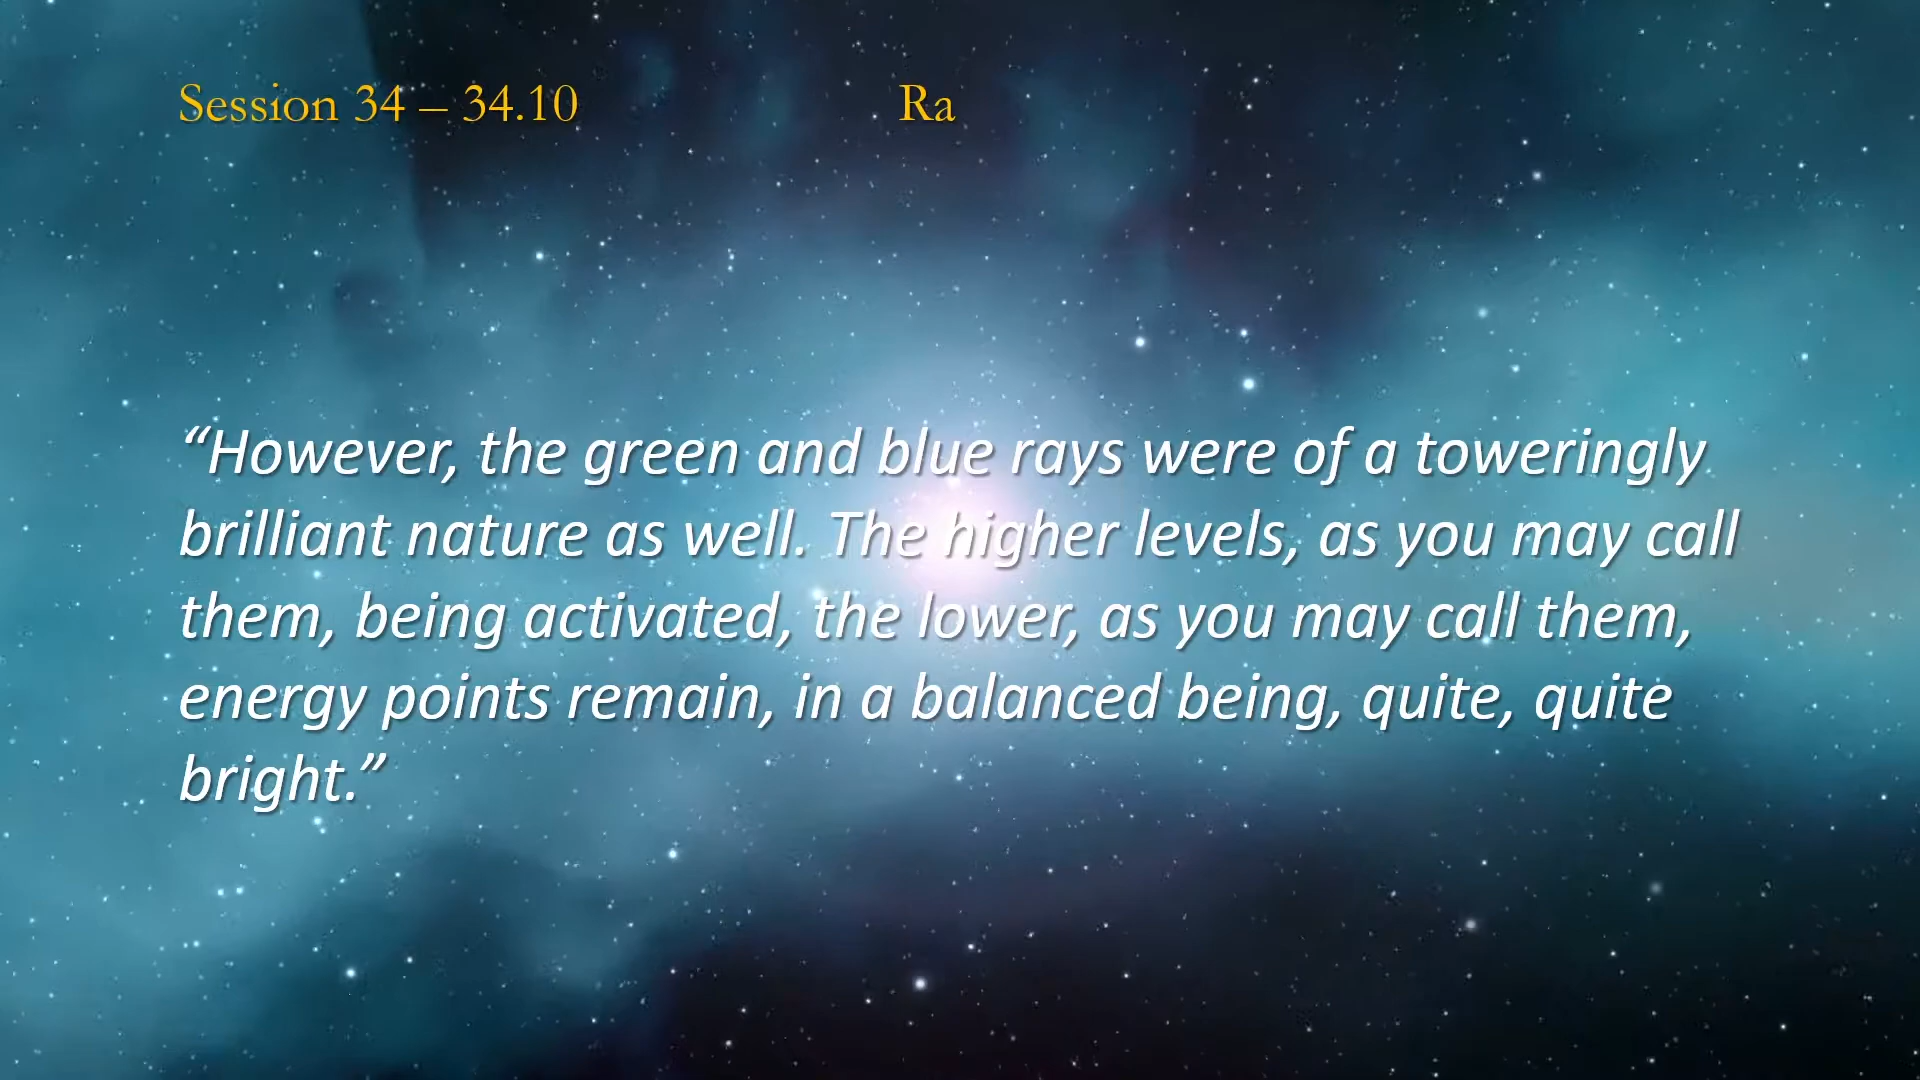 Session 34 – 34.10 Ra
“However, the green and blue rays were of a toweringly
brilliant nature as well. The higher levels, as you may call
them, being activated, the lower, as you may call them,
energy points remain, in a balanced being, quite, quite
bright.”